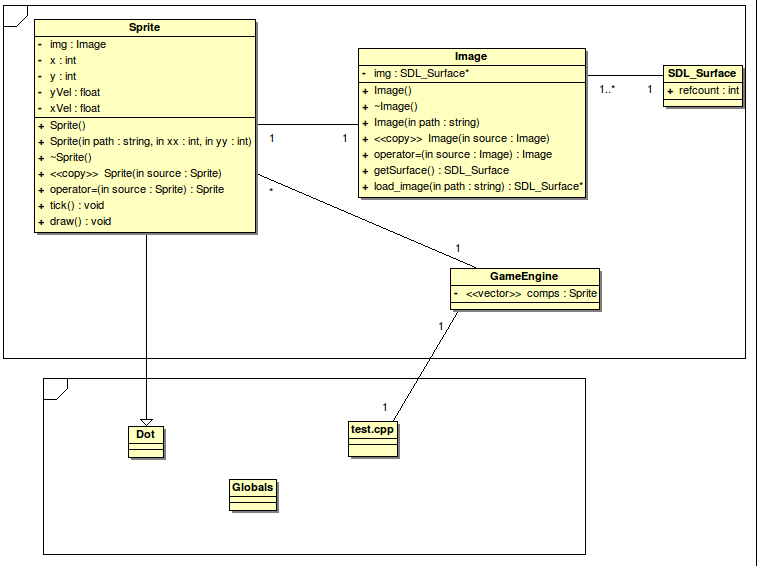 Sprite
- img : Image
- x : int
- y : int
- yVel : float
- xVel : float
+ Sprite()
+ Sprite(in path : string, in xx : int, in yy : int)
+ ~Sprite()
+ <<copy>> Sprite(in source : Sprite)
+ operator=(in source : Sprite) : Sprite
+ tick() : void
+ draw() : void
1
1
Image
- img : SDL_Surface*
+ Image()
+ ~Image()
+ Image(in path : string)
+ <<copy>> Image(in source : Image)
+ operator=(in source : Image) : Image
+ getSurface() : SDL_Surface
+ load_image(in path : string) : SDL_Surface*
1..*
1
SDL_Surface
+ refcount : int
*
1
GameEngine
- <<vector>> comps : Sprite
1
1
Dot
test.cpp
Globals